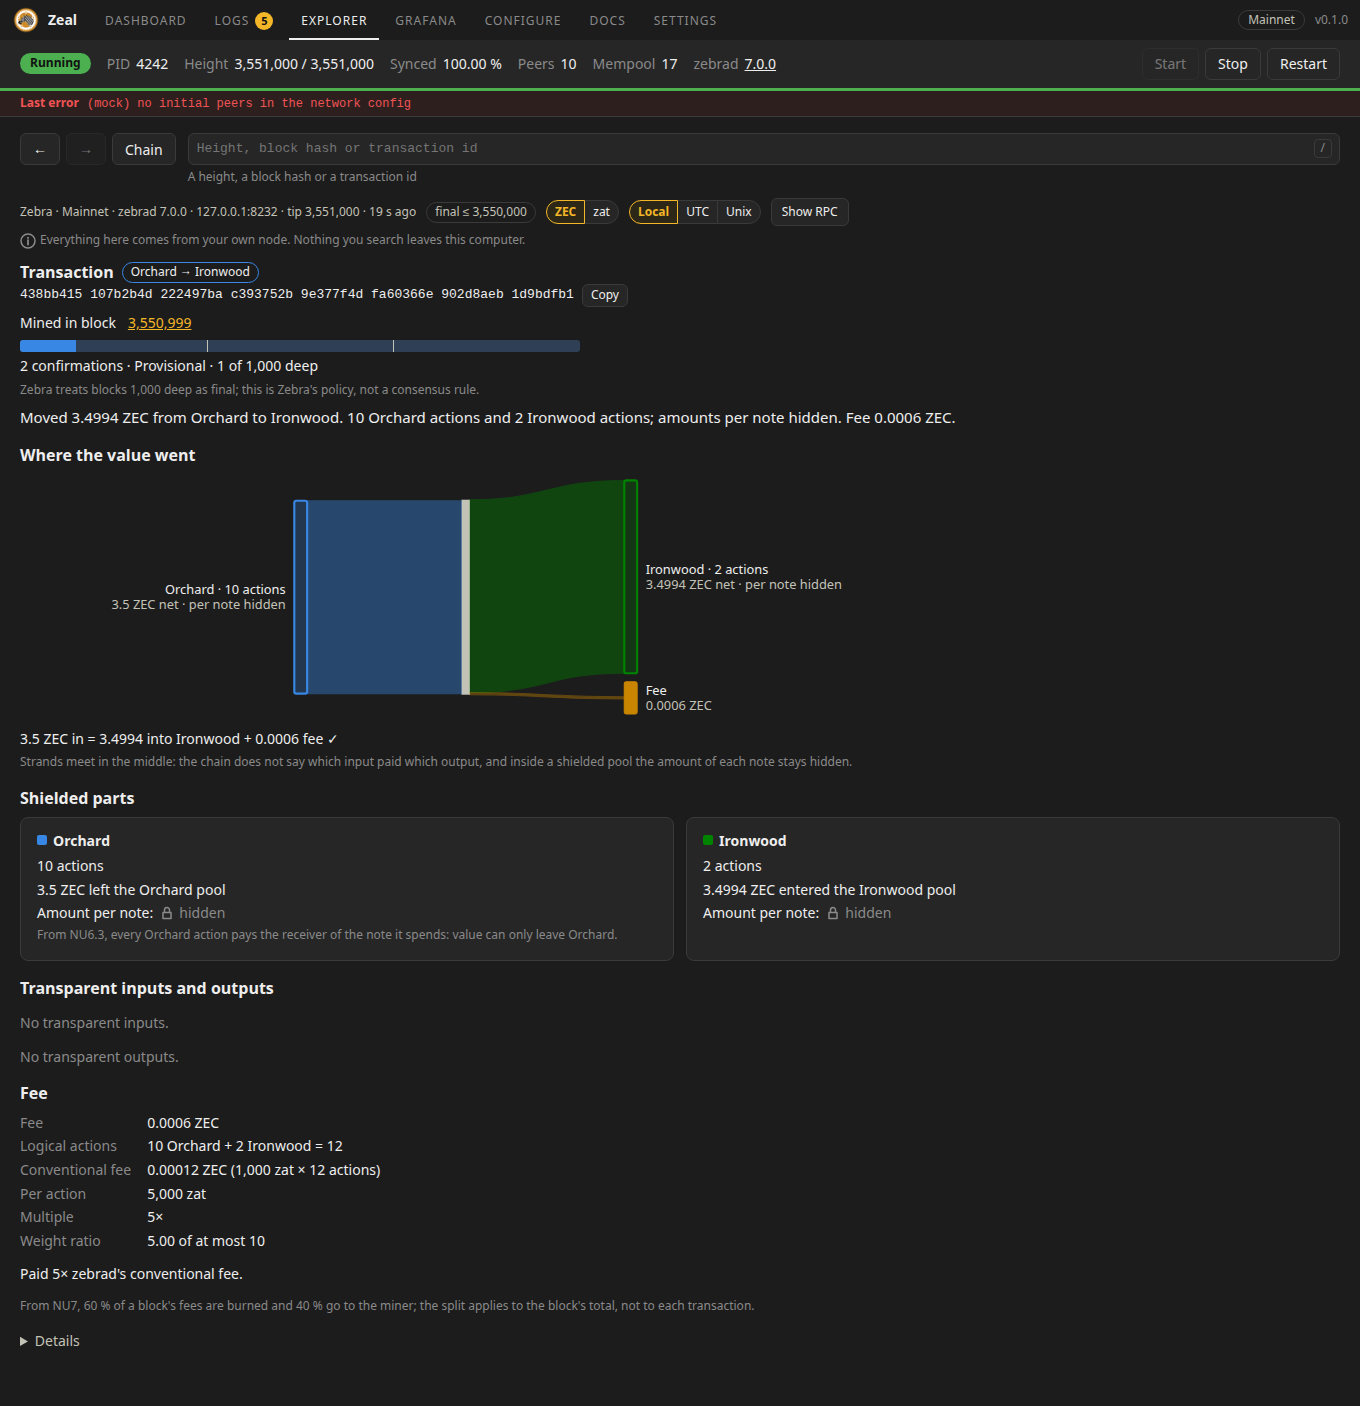 Zeal DASHBOARD LOGS 5 EXPLORER GRAFANA CONFIGURE DOCS SETTINGS Mainnet v0.1.0
Running PID 4242 Height 3,551,000 / 3,551,000 Synced 100.00 % Peers 10 Mempool 17 zebrad 7.0.0 Start Stop Restart
Last error (mock) no initial peers in the network config
← → Chain Height, block hash or transaction id /
A height, a block hash or a transaction id
Zebra · Mainnet · zebrad 7.0.0 · 127.0.0.1:8232 · tip 3,551,000 · 19 s ago final ≤ 3,550,000 ZEC zat Local UTC Unix Show RPC
Everything here comes from your own node. Nothing you search leaves this computer.
Transaction Orchard → Ironwood
438bb415 107b2b4d 222497ba c393752b 9e377f4d fa60366e 902d8aeb 1d9bdfb1 Copy
Mined in block 3,550,999
2 confirmations · Provisional · 1 of 1,000 deep
Zebra treats blocks 1,000 deep as final; this is Zebra's policy, not a consensus rule.
Moved 3.4994 ZEC from Orchard to Ironwood. 10 Orchard actions and 2 Ironwood actions; amounts per note hidden. Fee 0.0006 ZEC.
Where the value went
Orchard · 10 actions
3.5 ZEC net · per note hidden
Ironwood · 2 actions
3.4994 ZEC net · per note hidden
Fee
0.0006 ZEC
3.5 ZEC in = 3.4994 into Ironwood + 0.0006 fee ✓
Strands meet in the middle: the chain does not say which input paid which output, and inside a shielded pool the amount of each note stays hidden.
Shielded parts
Orchard
10 actions
3.5 ZEC left the Orchard pool
Amount per note: hidden
From NU6.3, every Orchard action pays the receiver of the note it spends: value can only leave Orchard.
Ironwood
2 actions
3.4994 ZEC entered the Ironwood pool
Amount per note: hidden
Transparent inputs and outputs
No transparent inputs.
No transparent outputs.
Fee
Fee 0.0006 ZEC
Logical actions 10 Orchard + 2 Ironwood = 12
Conventional fee 0.00012 ZEC (1,000 zat × 12 actions)
Per action 5,000 zat
Multiple 5×
Weight ratio 5.00 of at most 10
Paid 5× zebrad's conventional fee.
From NU7, 60 % of a block's fees are burned and 40 % go to the miner; the split applies to the block's total, not to each transaction.
▶ Details